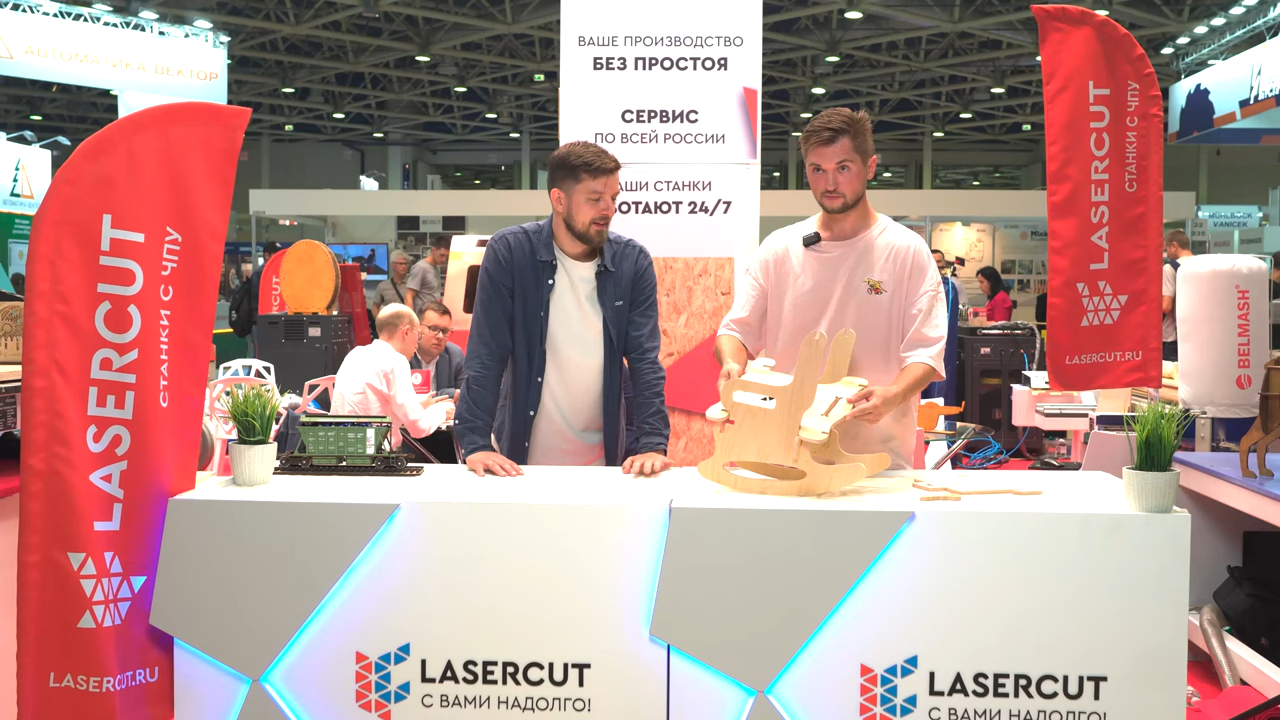 АВТОМАТИКА ВЕКТОР
ВАШЕ ПРОИЗВОДСТВО
БЕЗ ПРОСТОЯ
СЕРВИС
ПО ВСЕЙ РОССИИ
АШИ СТАНКИ
БОТАЮТ 24/7
LASERCUT
СТАНКИ С ЧПУ
LASERCUT.RU
LASERCUT
СТАНКИ С ЧПУ
LASERCUT.RU
MÜHLBÖCK
VANICEK
BELMASH®
LASERCUT
С ВАМИ НАДОЛГО!
LASERCUT
С ВАМИ НАДОЛГО!